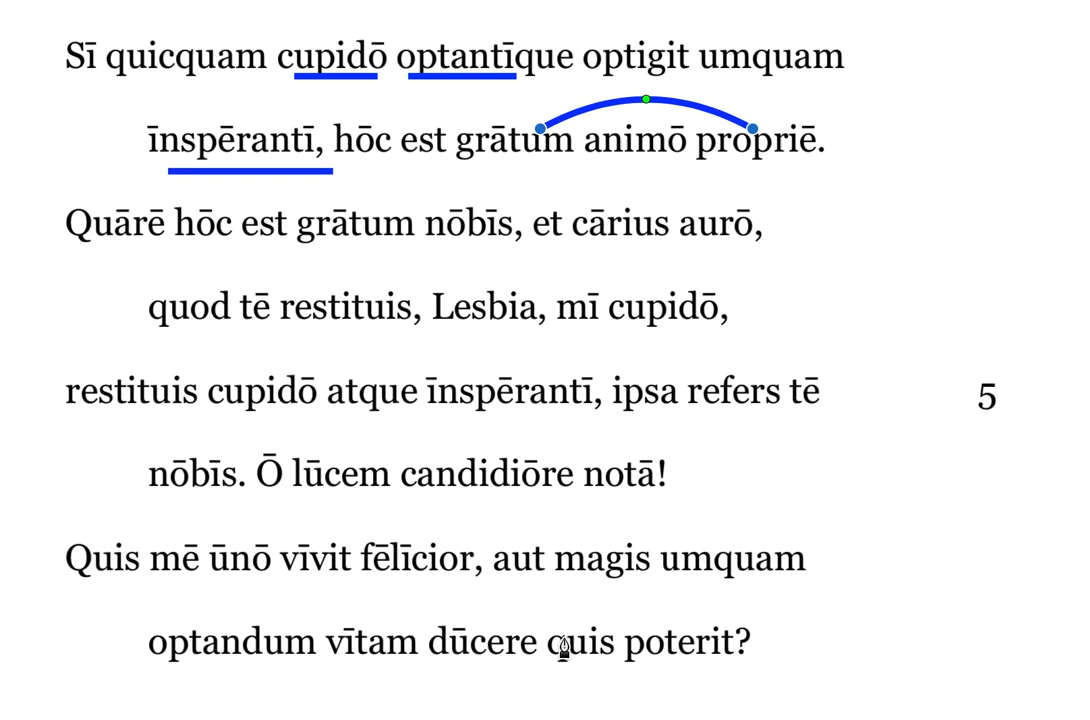 Sī quicquam cupidō optantīque optigit umquam
īnspērantī, hōc est grātum animō propriē.
Quārē hōc est grātum nōbīs, et cārius aurō,
quod tē restituis, Lesbia, mī cupidō,
restituis cupidō atque īnspērantī, ipsa refers tē 5
nōbīs. Ō lūcem candidiōre notā!
Quis mē ūnō vīvit fēlīcior, aut magis umquam
optandum vītam dūcere quis poterit?